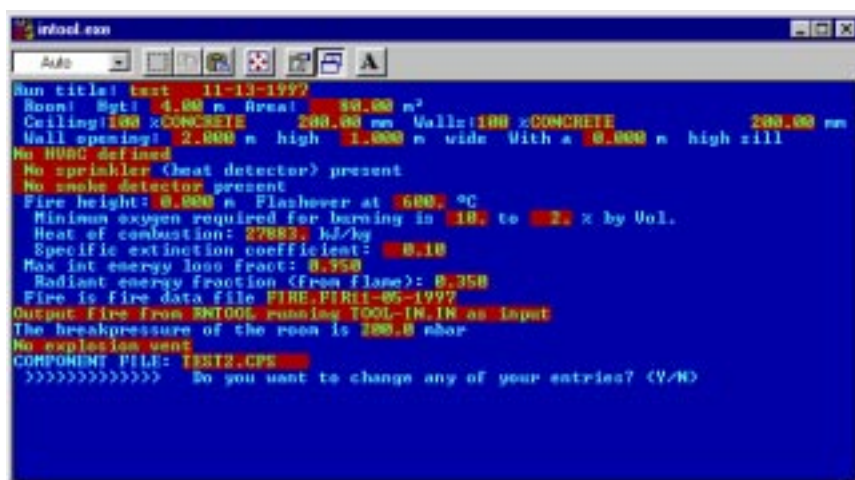 intool.exe
Auto A
Run title: test 11-13-1997
Room: Hgt: 4.00 m Area: 80.00 m²
Ceiling:100 %CONCRETE 200.00 mm Walls:100 %CONCRETE 200.00 mm
Wall opening: 2.000 m high 1.000 m wide With a 0.000 m high sill
No HVAC defined
No sprinkler (heat detector) present
No smoke detector present
Fire height: 0.000 m Flashover at 600. ºC
Minimum oxygen required for burning is 10. to 2. % by Vol.
Heat of combustion: 27883. kJ/kg
Specific extinction coefficient: 0.10
Max int energy loss fract: 0.950
Radiant energy fraction (from flame): 0.350
Fire is fire data file FIRE.FIR11-05-1997
Output fire from RNTOOL running TOOL-IN.IN as input
The breakpressure of the room is 200.0 mbar
No explosion vent
COMPONENT FILE: TEST2.CPS
>>>>>>>>>>>>> Do you want to change any of your entries? (Y/N)